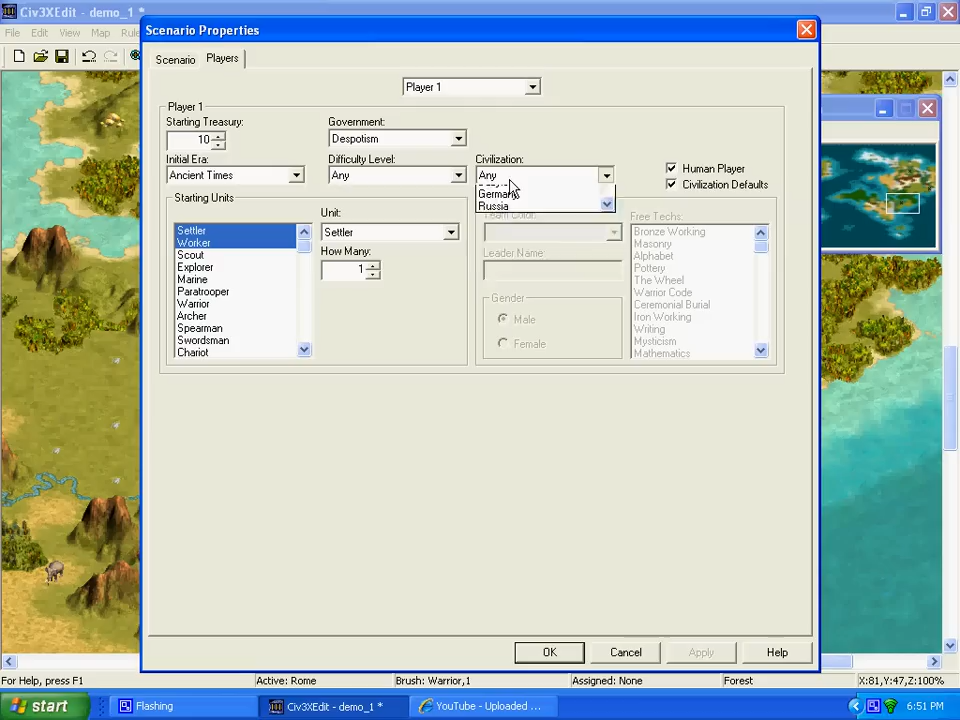 Civ3XEdit - demo_1 *
File Edit View Map
Scenario Properties
Scenario Players
Player 1
Player 1
Starting Treasury:
10
Government:
Despotism
Initial Era:
Ancient Times
Difficulty Level:
Any
Civilization:
Any
Russia
Human Player
Civilization Defaults
Starting Units
Settler
Worker
Scout
Explorer
Marine
Paratrooper
Warrior
Archer
Spearman
Swordsman
Chariot
Unit:
Settler
How Many:
1
Team Color:
Leader Name:
Gender
Male
Female
Free Techs:
Bronze Working
Masonry
Alphabet
Pottery
The Wheel
Warrior Code
Ceremonial Burial
Iron Working
Writing
Mysticism
Mathematics
OK Cancel Apply Help
For Help, press F1 Active: Rome Brush: Warrior,1 Assigned: None Forest X:81,Y:47,Z:100%
start Flashing Civ3XEdit - demo_1 * YouTube - Uploaded ... 6:51 PM